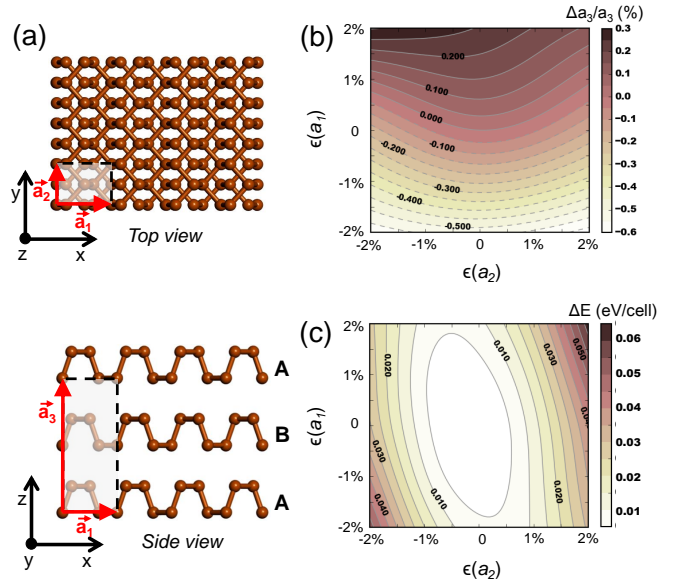 (a)
y
z
x
a₂
a₁
Top view
a₃
A
B
A
z
y
x
a₁
Side view
(b)
Δa₃/a₃ (%)
2%
1%
0
-1%
-2%
ϵ(a₁)
0.200
0.100
0.000
-0.100
-0.200
-0.300
-0.400
-0.500
-2%
-1%
0
1%
2%
ϵ(a₂)
0.3
0.2
0.1
0.0
−0.1
−0.2
−0.3
−0.4
−0.5
−0.6
(c)
ΔE (eV/cell)
2%
1%
0
-1%
-2%
ϵ(a₁)
0.020
0.010
0.050
0.040
0.030
0.040
0.010
0.020
0.030
-2%
-1%
0
1%
2%
ϵ(a₂)
0.06
0.05
0.04
0.03
0.02
0.01